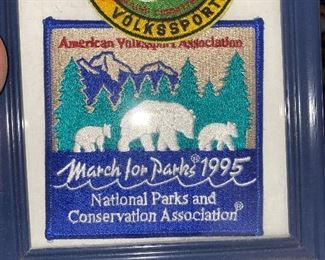 VOLKSSPORT
American Volkssport Association
March for Parks® 1995
National Parks and
Conservation Association®